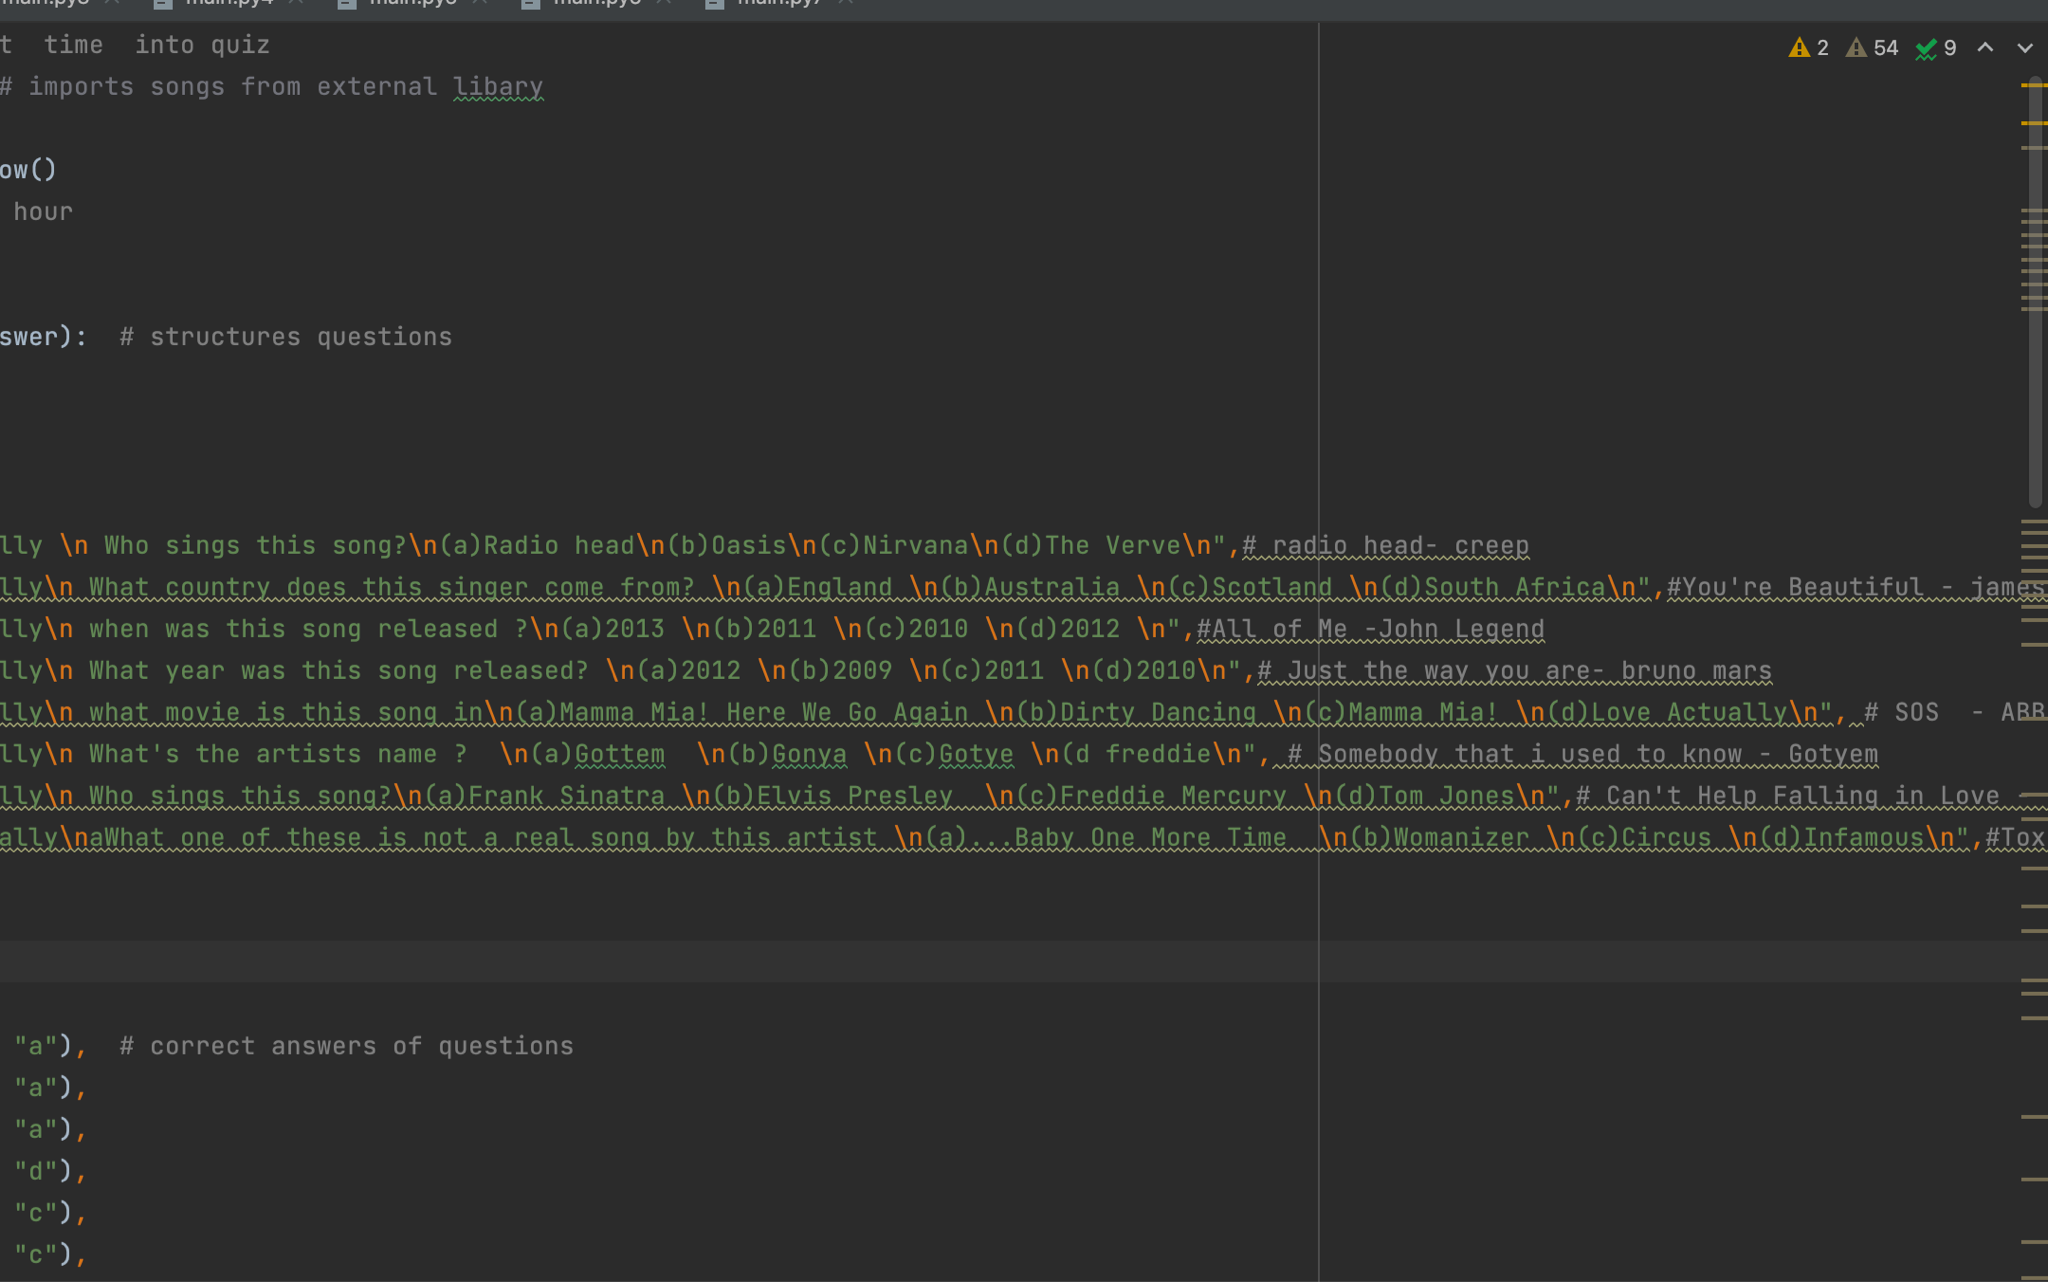 main.py4 main.py7
t  time  into quiz
2 54 9
# imports songs from external libary
ow()
hour
swer):  # structures questions
lly \n Who sings this song?\n(a)Radio head\n(b)Oasis\n(c)Nirvana\n(d)The Verve\n",# radio head- creep
lly\n What country does this singer come from? \n(a)England \n(b)Australia \n(c)Scotland \n(d)South Africa\n",#You're Beautiful - james
lly\n when was this song released ?\n(a)2013 \n(b)2011 \n(c)2010 \n(d)2012 \n",#All of Me -John Legend
lly\n What year was this song released? \n(a)2012 \n(b)2009 \n(c)2011 \n(d)2010\n",# Just the way you are- bruno mars
lly\n what movie is this song in\n(a)Mamma Mia! Here We Go Again \n(b)Dirty Dancing \n(c)Mamma Mia! \n(d)Love Actually\n", # SOS  - ABB
lly\n What's the artists name ?  \n(a)Gottem  \n(b)Gonya \n(c)Gotye \n(d freddie\n", # Somebody that i used to know - Gotyem
lly\n Who sings this song?\n(a)Frank Sinatra \n(b)Elvis Presley  \n(c)Freddie Mercury \n(d)Tom Jones\n",# Can't Help Falling in Love -
ally\naWhat one of these is not a real song by this artist \n(a)...Baby One More Time  \n(b)Womanizer \n(c)Circus \n(d)Infamous\n",#Tox
"a"),  # correct answers of questions
"a"),
"a"),
"d"),
"c"),
"c"),